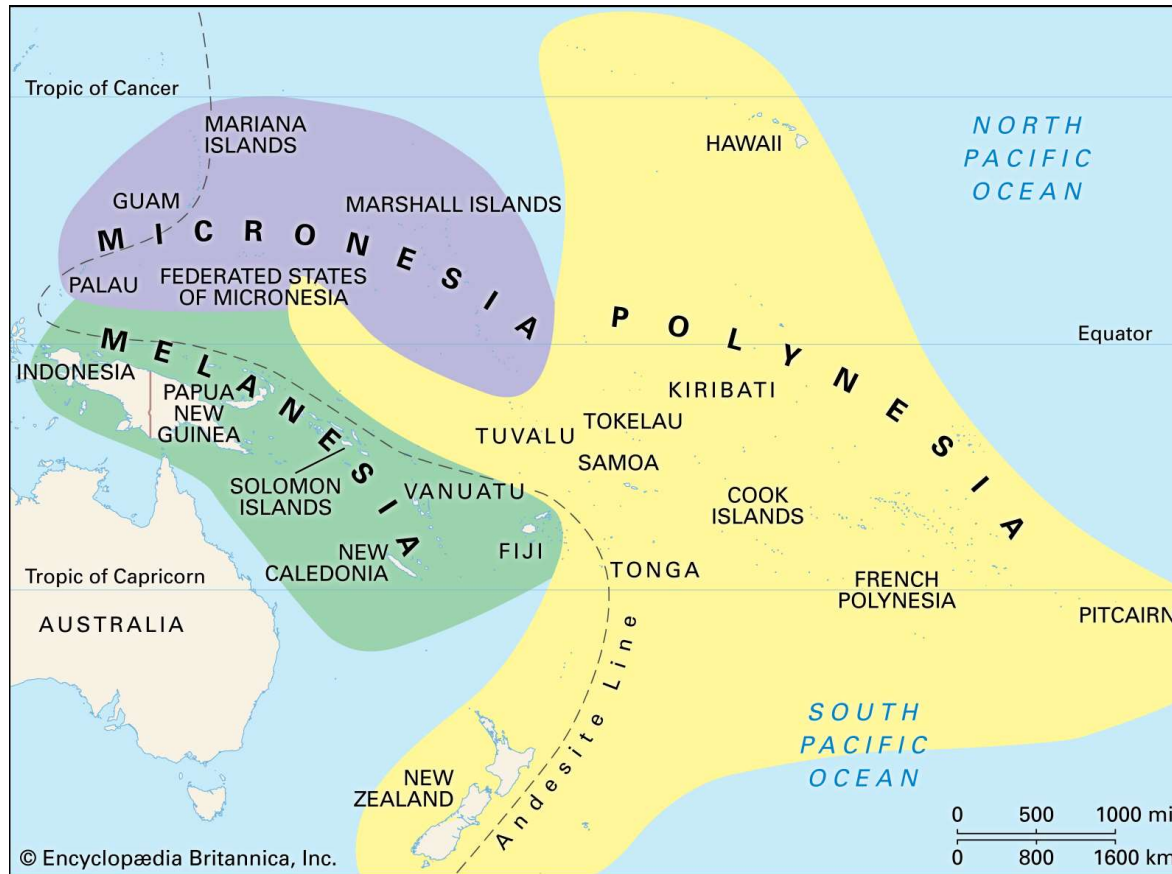 Tropic of Cancer
MARIANA
ISLANDS
HAWAII
NORTH
PACIFIC
OCEAN
GUAM
MARSHALL ISLANDS
MICRONESIA
PALAU
FEDERATED STATES
OF MICRONESIA
POLYNESIA
Equator
MELANESIA
INDONESIA
PAPUA
NEW
GUINEA
KIRIBATI
TOKELAU
TUVALU
SAMOA
SOLOMON
ISLANDS
VANUATU
COOK
ISLANDS
NEW
CALEDONIA
FIJI
TONGA
Tropic of Capricorn
FRENCH
POLYNESIA
PITCAIRN
AUSTRALIA
Andesite Line
SOUTH
PACIFIC
OCEAN
NEW
ZEALAND
0 500 1000 mi
0 800 1600 km
© Encyclopædia Britannica, Inc.